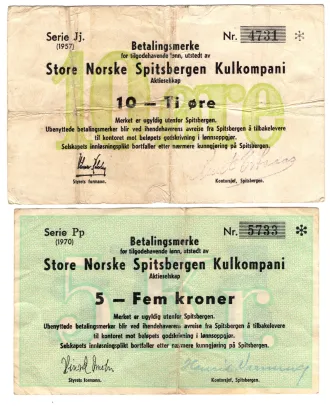 Serie Jj.
(1957)
Nr. 4731 *
Betalingsmerke
for tilgodehavende lønn, utstedt av
Store Norske Spitsbergen Kulkompani
Aktieselskap
10 — Ti øre
Merket er ugyldig utenfor Spitsbergen.
Ubenyttede betalingsmerker blir ved ihendehaverens avreise fra Spitsbergen å tilbakelevere
til kontoret mot beløpets godskrivning i lønnsoppgjør.
Selskapets innløsningsplikt bortfaller etter nærmere kunngjøring på Spitsbergen.
Styrets formann.
Kontorsjef, Spitsbergen.
Serie Pp
(1970)
Nr. 5733 *
Betalingsmerke
for tilgodehavende lønn, utstedt av
Store Norske Spitsbergen Kulkompani
Aktieselskap
5 — Fem kroner
Merket er ugyldig utenfor Spitsbergen.
Ubenyttede betalingsmerker blir ved ihendehaverens avreise fra Spitsbergen å tilbakelevere
til kontoret mot beløpets godskrivning i lønnsoppgjør.
Selskapets innløsningsplikt bortfaller etter nærmere kunngjøring på Spitsbergen.
Styrets formann.
Kontorsjef, Spitsbergen.